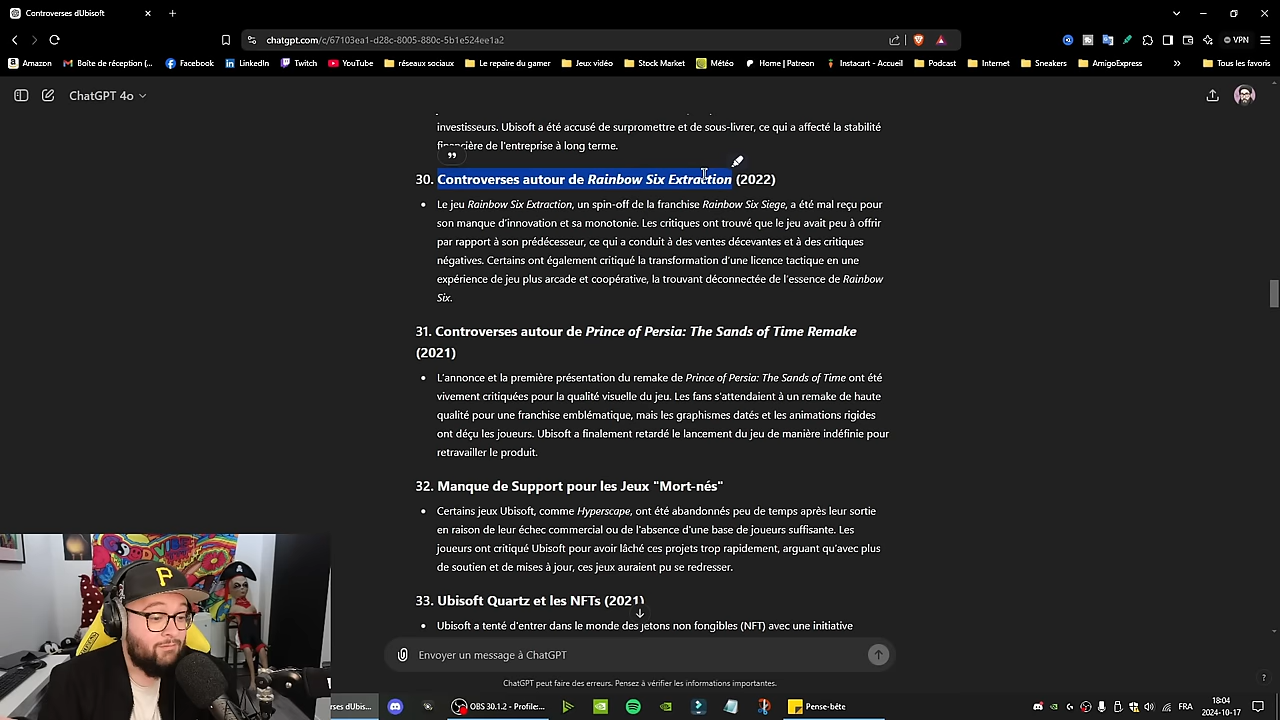 Controverses dUbisoft
chatgpt.com/c/67103ea1-d28c-8005-880c-5b1e524ee1a2
VPN
Amazon
Boîte de réception (...
Facebook
LinkedIn
Twitch
YouTube
réseaux sociaux
Le repaire du gamer
Jeux vidéo
Stock Market
Météo
Home | Patreon
Instacart - Accueil
Podcast
Internet
Sneakers
AmigoExpress
Tous les favoris
ChatGPT 4o
investisseurs. Ubisoft a été accusé de surpromettre et de sous-livrer, ce qui a affecté la stabilité
financière de l'entreprise à long terme.
30. Controverses autour de Rainbow Six Extraction (2022)
Le jeu Rainbow Six Extraction, un spin-off de la franchise Rainbow Six Siege, a été mal reçu pour
son manque d'innovation et sa monotonie. Les critiques ont trouvé que le jeu avait peu à offrir
par rapport à son prédécesseur, ce qui a conduit à des ventes décevantes et à des critiques
négatives. Certains ont également critiqué la transformation d'une licence tactique en une
expérience de jeu plus arcade et coopérative, la trouvant déconnectée de l'essence de Rainbow
Six.
31. Controverses autour de Prince of Persia: The Sands of Time Remake
(2021)
L'annonce et la première présentation du remake de Prince of Persia: The Sands of Time ont été
vivement critiquées pour la qualité visuelle du jeu. Les fans s'attendaient à un remake de haute
qualité pour une franchise emblématique, mais les graphismes datés et les animations rigides
ont déçu les joueurs. Ubisoft a finalement retardé le lancement du jeu de manière indéfinie pour
retravailler le produit.
32. Manque de Support pour les Jeux "Mort-nés"
Certains jeux Ubisoft, comme Hyperscape, ont été abandonnés peu de temps après leur sortie
en raison de leur échec commercial ou de l'absence d'une base de joueurs suffisante. Les
joueurs ont critiqué Ubisoft pour avoir lâché ces projets trop rapidement, arguant qu'avec plus
de soutien et de mises à jour, ces jeux auraient pu se redresser.
33. Ubisoft Quartz et les NFTs (2021)
Ubisoft a tenté d'entrer dans le monde des jetons non fongibles (NFT) avec une initiative
Envoyer un message à ChatGPT
ChatGPT peut faire des erreurs. Pensez à vérifier les informations importantes.
P
rses dUbis...
OBS 30.1.2 - Profile:...
Pense-bête
FRA
18:04
2024-10-17